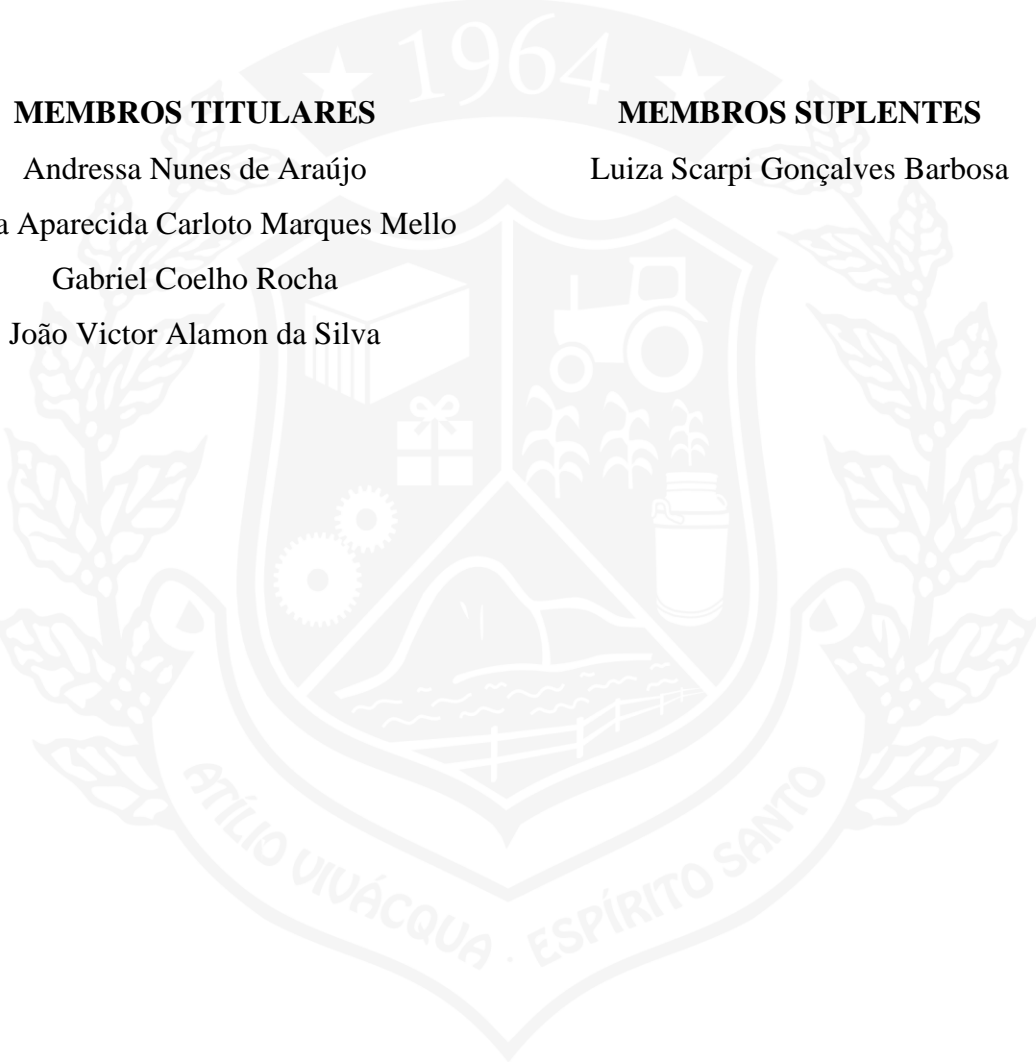 1964
MEMBROS TITULARES
MEMBROS SUPLENTES
Andressa Nunes de Araújo
Luiza Scarpi Gonçalves Barbosa
Aparecida Carloto Marques Mello
Gabriel Coelho Rocha
João Victor Alamon da Silva
ATÍLIO VIVÁCQUA . ESPÍRITO SANTO